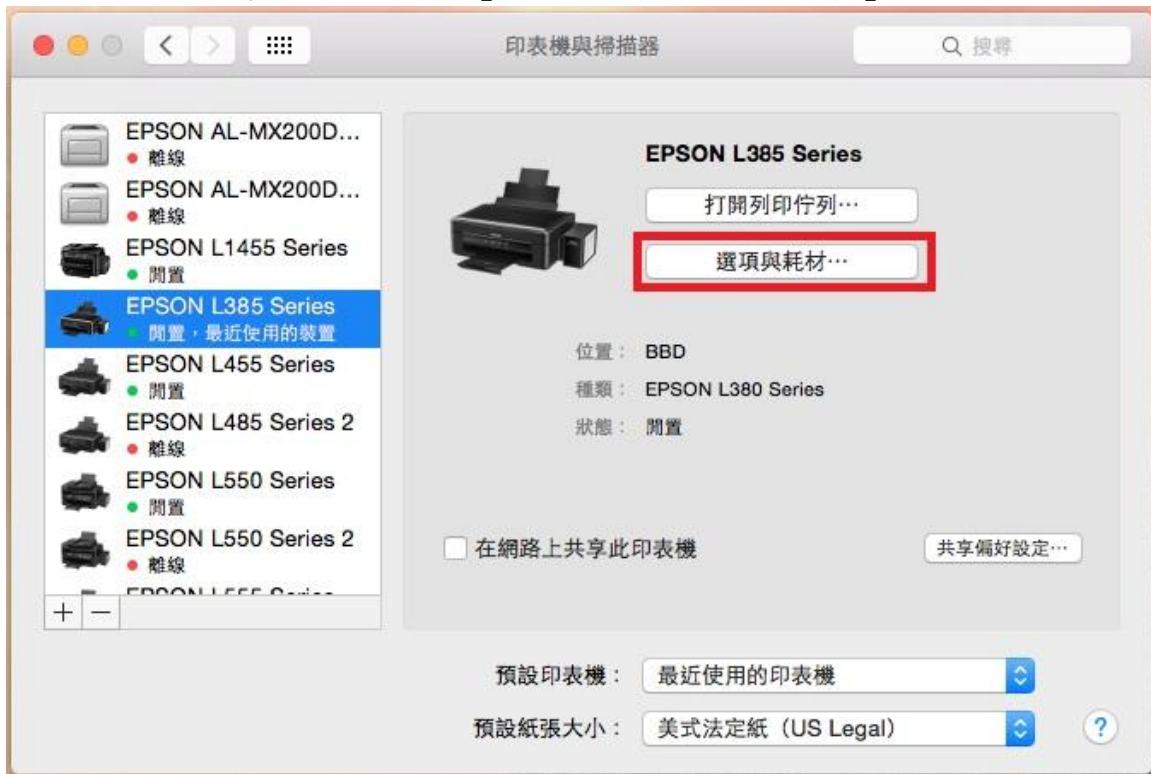 印表機與掃描器
搜尋
EPSON AL-MX200D...
離線
EPSON AL-MX200D...
離線
EPSON L1455 Series
閒置
EPSON L385 Series
閒置,最近使用的裝置
EPSON L455 Series
閒置
EPSON L485 Series 2
離線
EPSON L550 Series
閒置
EPSON L550 Series 2
離線
EPSON L555 Series
+ −
EPSON L385 Series
打開列印佇列…
選項與耗材…
位置: BBD
種類: EPSON L380 Series
狀態: 閒置
在網路上共享此印表機
共享偏好設定…
預設印表機: 最近使用的印表機
預設紙張大小: 美式法定紙(US Legal)
?